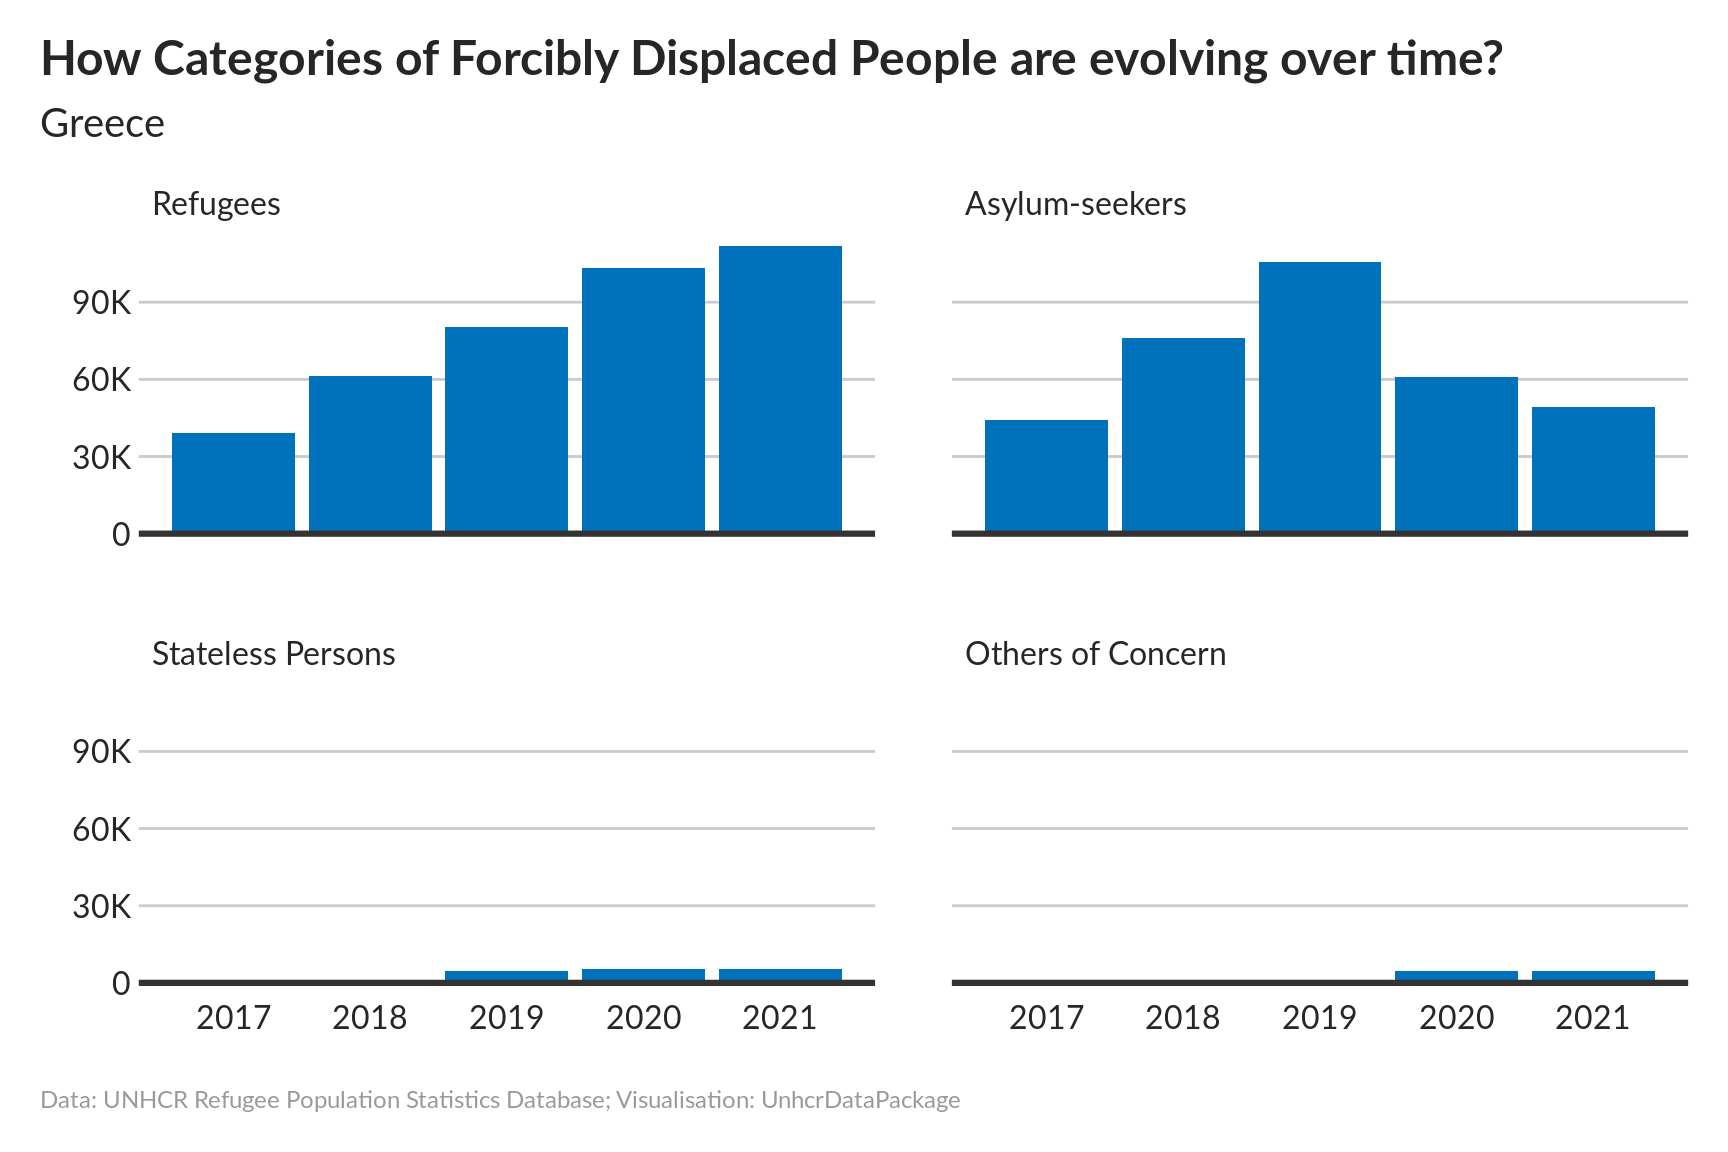 How Categories of Forcibly Displaced People are evolving over time?
Greece
Refugees
Asylum-seekers
90K
60K
30K
0
Stateless Persons
Others of Concern
90K
60K
30K
0
2017 2018 2019 2020 2021
2017 2018 2019 2020 2021
Data: UNHCR Refugee Population Statistics Database; Visualisation: UnhcrDataPackage